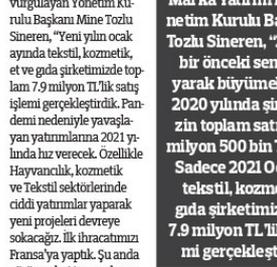 vurgulayan Yönetim Ku-
rulu Başkanı Mine Tozlu
Sineren, “Yeni yılın ocak
ayında tekstil, kozmetik,
et ve gıda şirketimizde top-
lam 7.9 milyon TL’lik satış
işlemi gerçekleştirdik. Pan-
demi nedeniyle yavaşla-
yan yatırımlarına 2021 yı-
lında hız verecek. Özellikle
Hayvancılık, kozmetik
ve Tekstil sektörlerinde
ciddi yatırımlar yaparak
yeni projeleri devreye
sokacağız. İlk ihracatımızı
Fransa’ya yaptık. Şu anda
Marka Yatırım
netim Kurulu Ba
Tozlu Sineren, “
bir önceki sen
yarak büyüme
2020 yılında şi
zin toplam satı
milyon 500 bin T
Sadece 2021 O
tekstil, kozme
gıda şirketimiz
7.9 milyon TL’li
mi gerçekleş